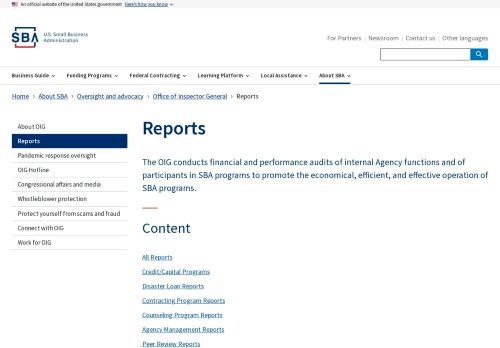 An official website of the United States government Here's how you know
SBA U.S. Small Business
Administration
For Partners Newsroom Contact us Other languages
Business Guide Funding Programs Federal Contracting Learning Platform Local Assistance About SBA
Home › About SBA › Oversight and advocacy › Office of Inspector General › Reports
About OIG
Reports
Pandemic response oversight
OIG Hotline
Congressional affairs and media
Whistleblower protection
Protect yourself from scams and fraud
Connect with OIG
Work for OIG
Reports
The OIG conducts financial and performance audits of internal Agency functions and of
participants in SBA programs to promote the economical, efficient, and effective operation of
SBA programs.
Content
All Reports
Credit/Capital Programs
Disaster Loan Reports
Contracting Program Reports
Counseling Program Reports
Agency Management Reports
Peer Review Reports